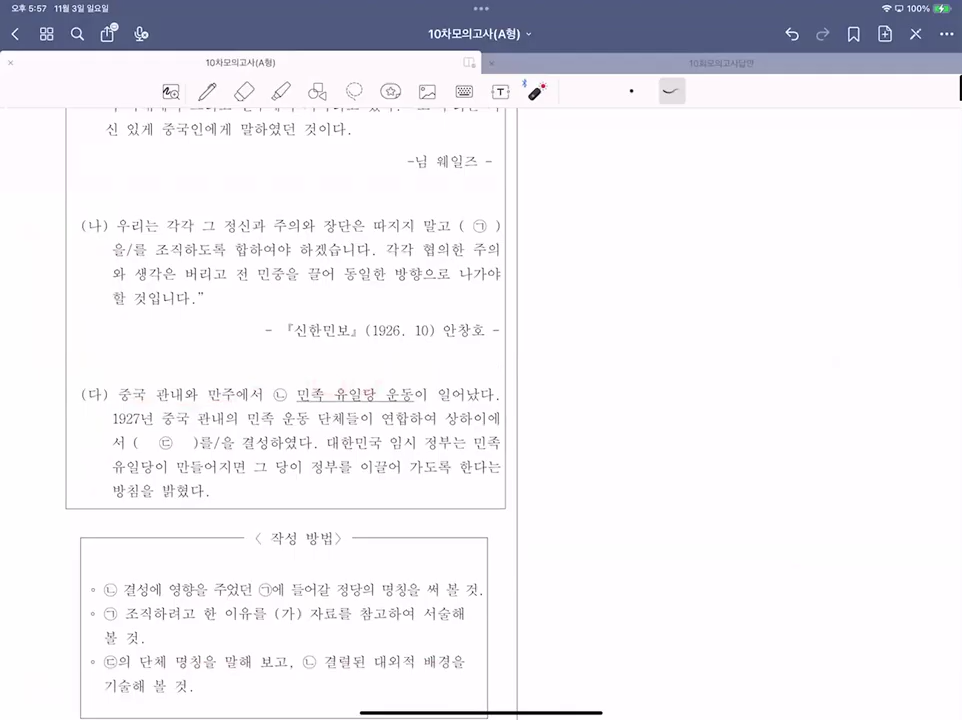 오후 5:57 11월 3일 일요일
100%
10차모의고사(A형)
10차모의고사(A형)
10회모의고사답안
신 있게 중국인에게 말하였던 것이다.
-님 웨일즈 -
(나) 우리는 각각 그 정신과 주의와 장단은 따지지 말고 ( ㉠ )
을/를 조직하도록 합하여야 하겠습니다. 각각 협의한 주의
와 생각은 버리고 전 민중을 끌어 동일한 방향으로 나가야
할 것입니다.”
- 『신한민보』(1926. 10) 안창호 -
(다) 중국 관내와 만주에서 ㉡ 민족 유일당 운동이 일어났다.
1927년 중국 관내의 민족 운동 단체들이 연합하여 상하이에
서 ( ㉢ )를/을 결성하였다. 대한민국 임시 정부는 민족
유일당이 만들어지면 그 당이 정부를 이끌어 가도록 한다는
방침을 밝혔다.
〈 작성 방법〉
◦ ㉡ 결성에 영향을 주었던 ㉠에 들어갈 정당의 명칭을 써 볼 것.
◦ ㉠ 조직하려고 한 이유를 (가) 자료를 참고하여 서술해
볼 것.
◦ ㉢의 단체 명칭을 말해 보고, ㉡ 결렬된 대외적 배경을
기술해 볼 것.